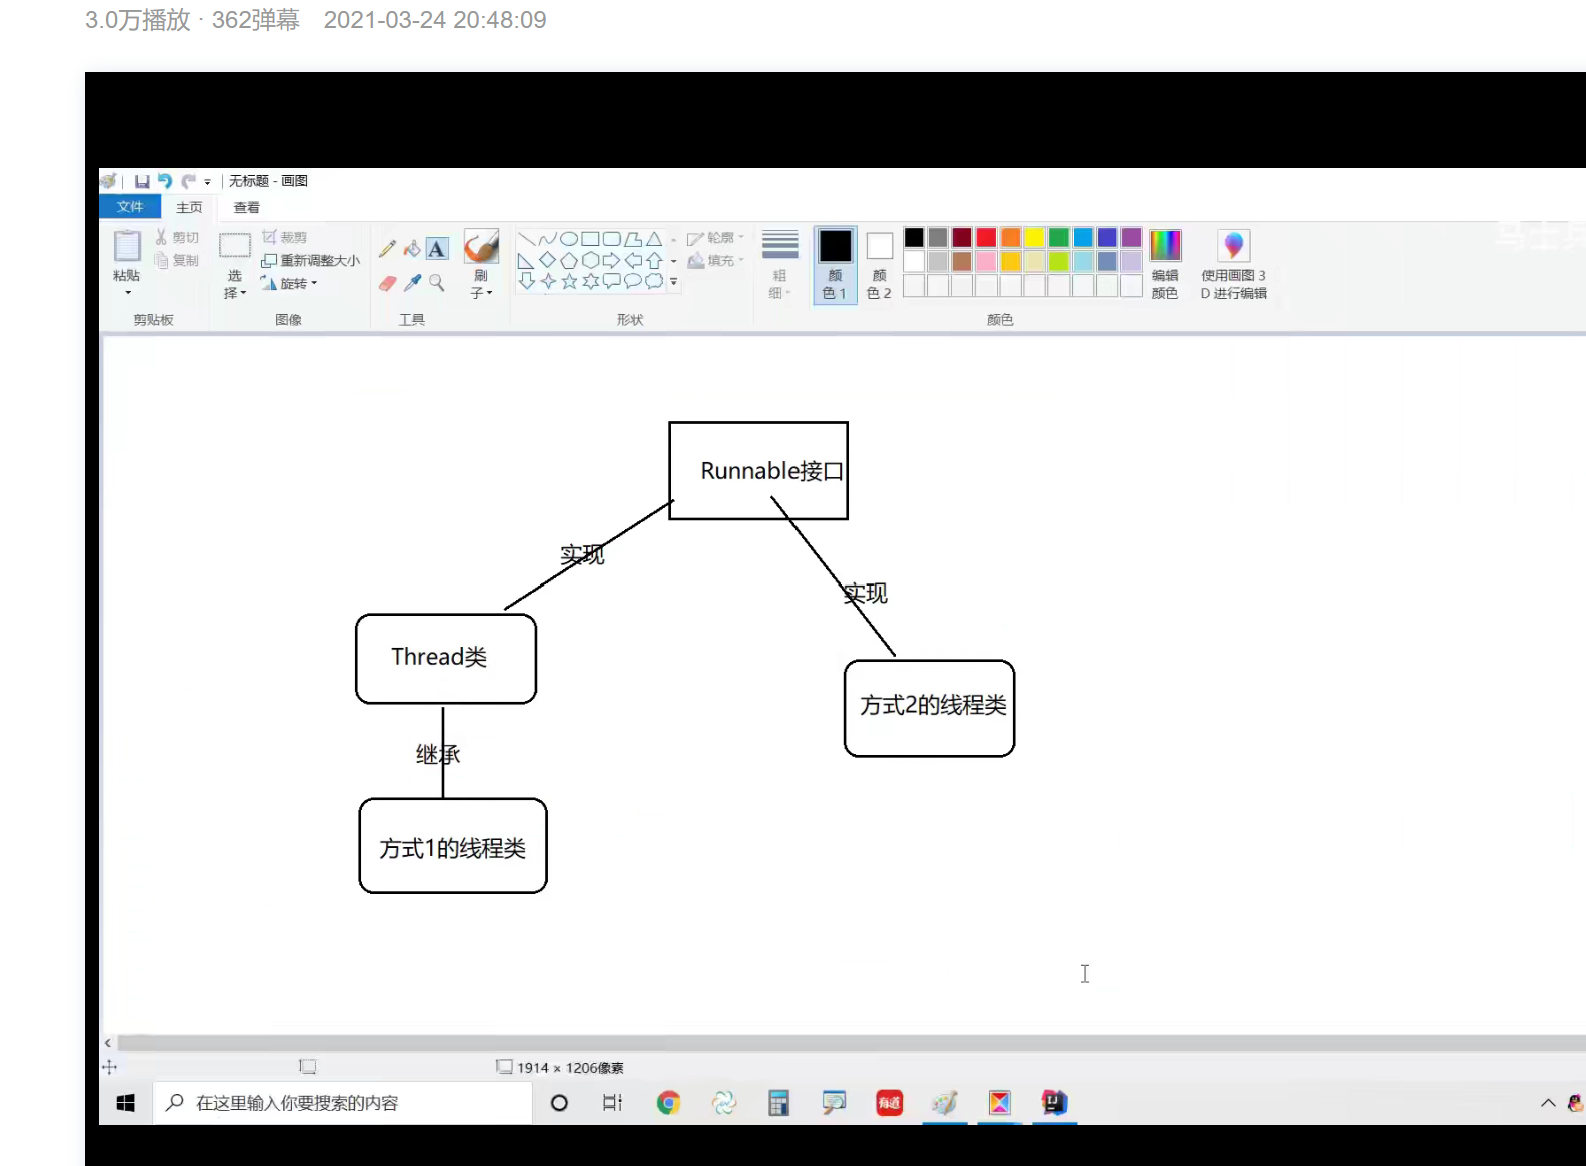 3.0万播放 · 362弹幕 2021-03-24 20:48:09
无标题 - 画图
文件 主页 查看
粘贴
剪切
复制
剪贴板
选择
裁剪
重新调整大小
旋转
图像
A
工具
刷子
轮廓
填充
形状
粗细
颜色 1
颜色 2
编辑颜色
使用画图 3D 进行编辑
颜色
Runnable接口
实现
实现
Thread类
方式2的线程类
继承
方式1的线程类
1914 × 1206像素
在这里输入你要搜索的内容
有道
IJ